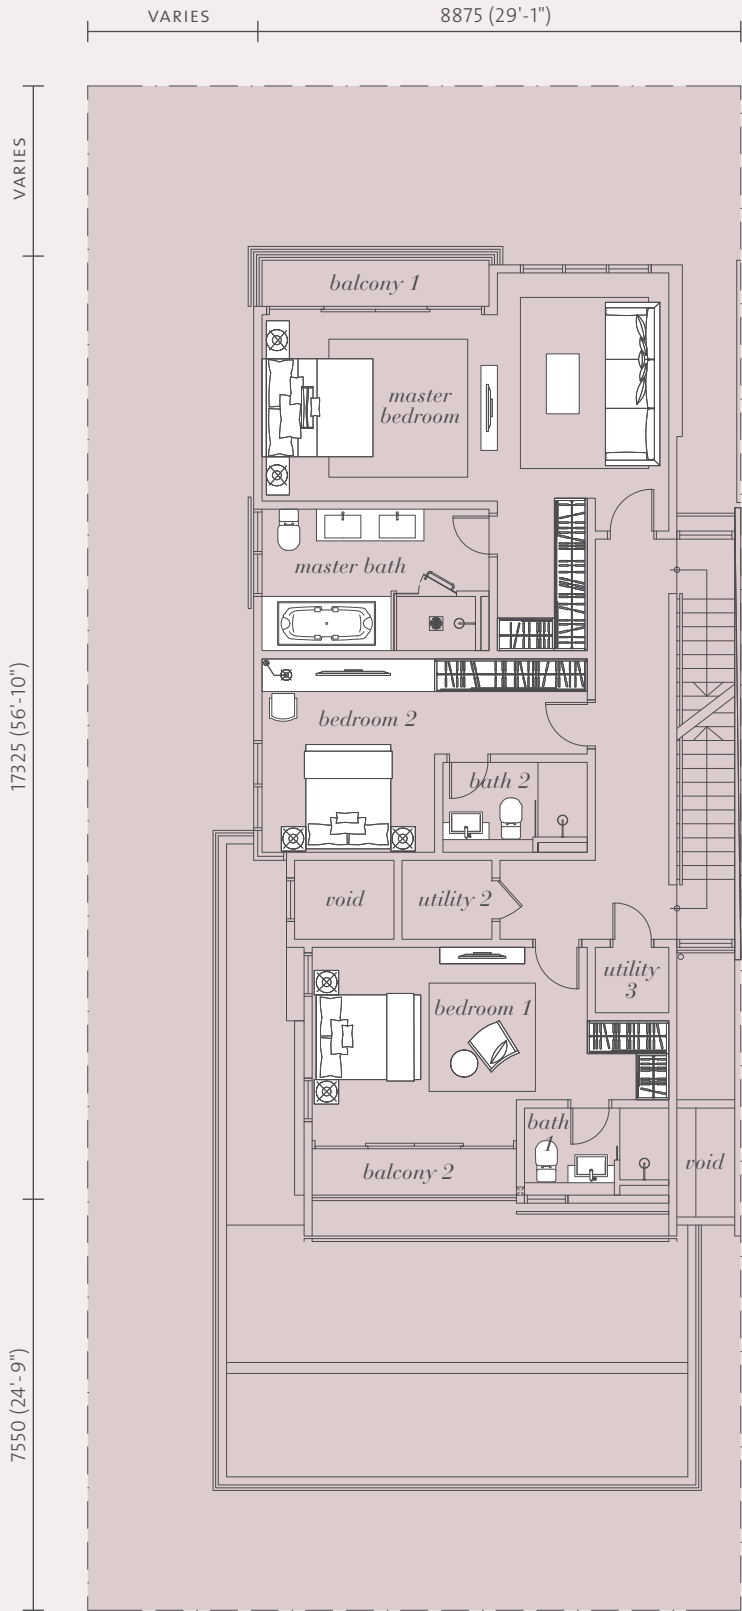 VARIES
8875 (29'-1")
VARIES
balcony 1
master
bedroom
master bath
17325 (56'-10")
bedroom 2
bath 2
void
utility 2
utility
3
bedroom 1
bath
1
void
balcony 2
7550 (24'-9")